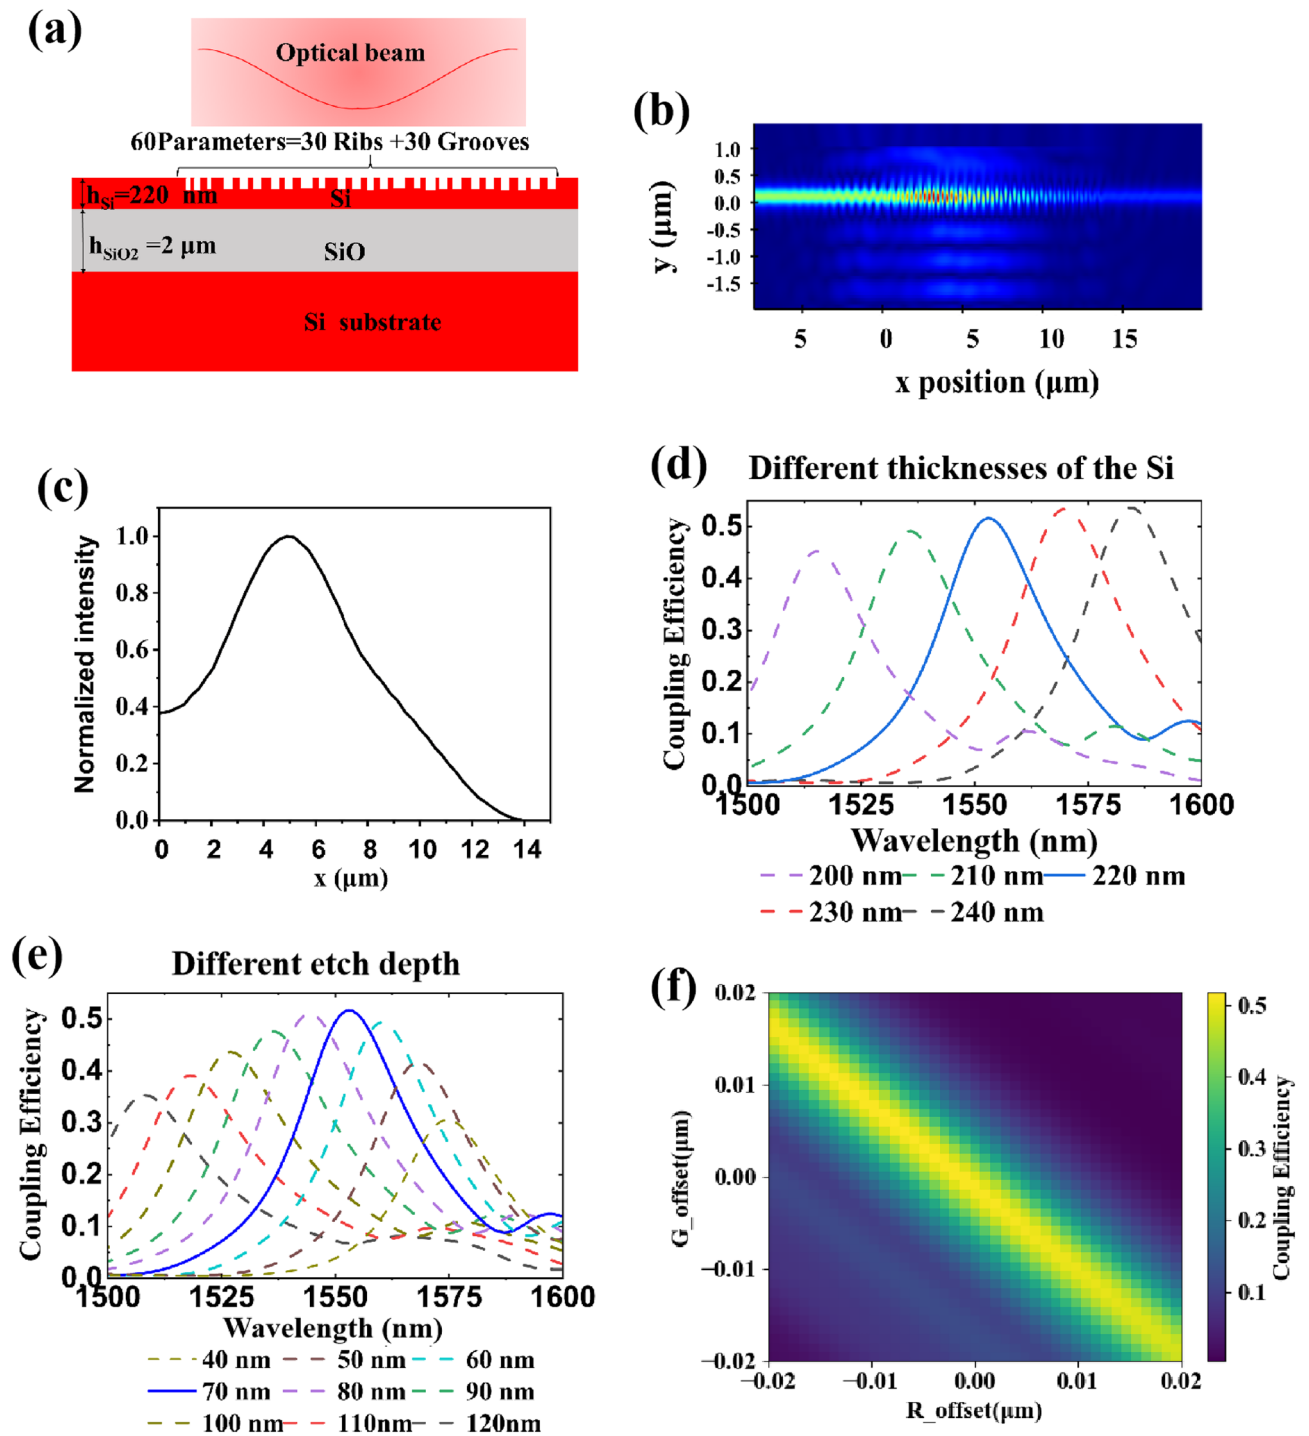 (a)
Optical beam
60Parameters=30 Ribs +30 Grooves
hSi=220 nm
Si
hSiO2 =2 μm
SiO
Si substrate
(b)
1.0
0.5
0.0
-0.5
-1.0
-1.5
y (μm)
5 0 5 10 15
x position (μm)
(c)
1.0
0.8
0.6
0.4
0.2
0.0
Normalized intensity
0 2 4 6 8 10 12 14
x (μm)
(d)
Different thicknesses of the Si
0.5
0.4
0.3
0.2
0.1
0.0
Coupling Efficiency
1500 1525 1550 1575 1600
Wavelength (nm)
200 nm 210 nm 220 nm
230 nm 240 nm
(e)
Different etch depth
0.5
0.4
0.3
0.2
0.1
0.0
Coupling Efficiency
1500 1525 1550 1575 1600
Wavelength (nm)
40 nm 50 nm 60 nm
70 nm 80 nm 90 nm
100 nm 110nm 120nm
(f)
0.02
0.01
0.00
−0.01
−0.02
G_offset(μm)
−0.02 −0.01 0.00 0.01 0.02
R_offset(μm)
0.5
0.4
0.3
0.2
0.1
Coupling Efficiency